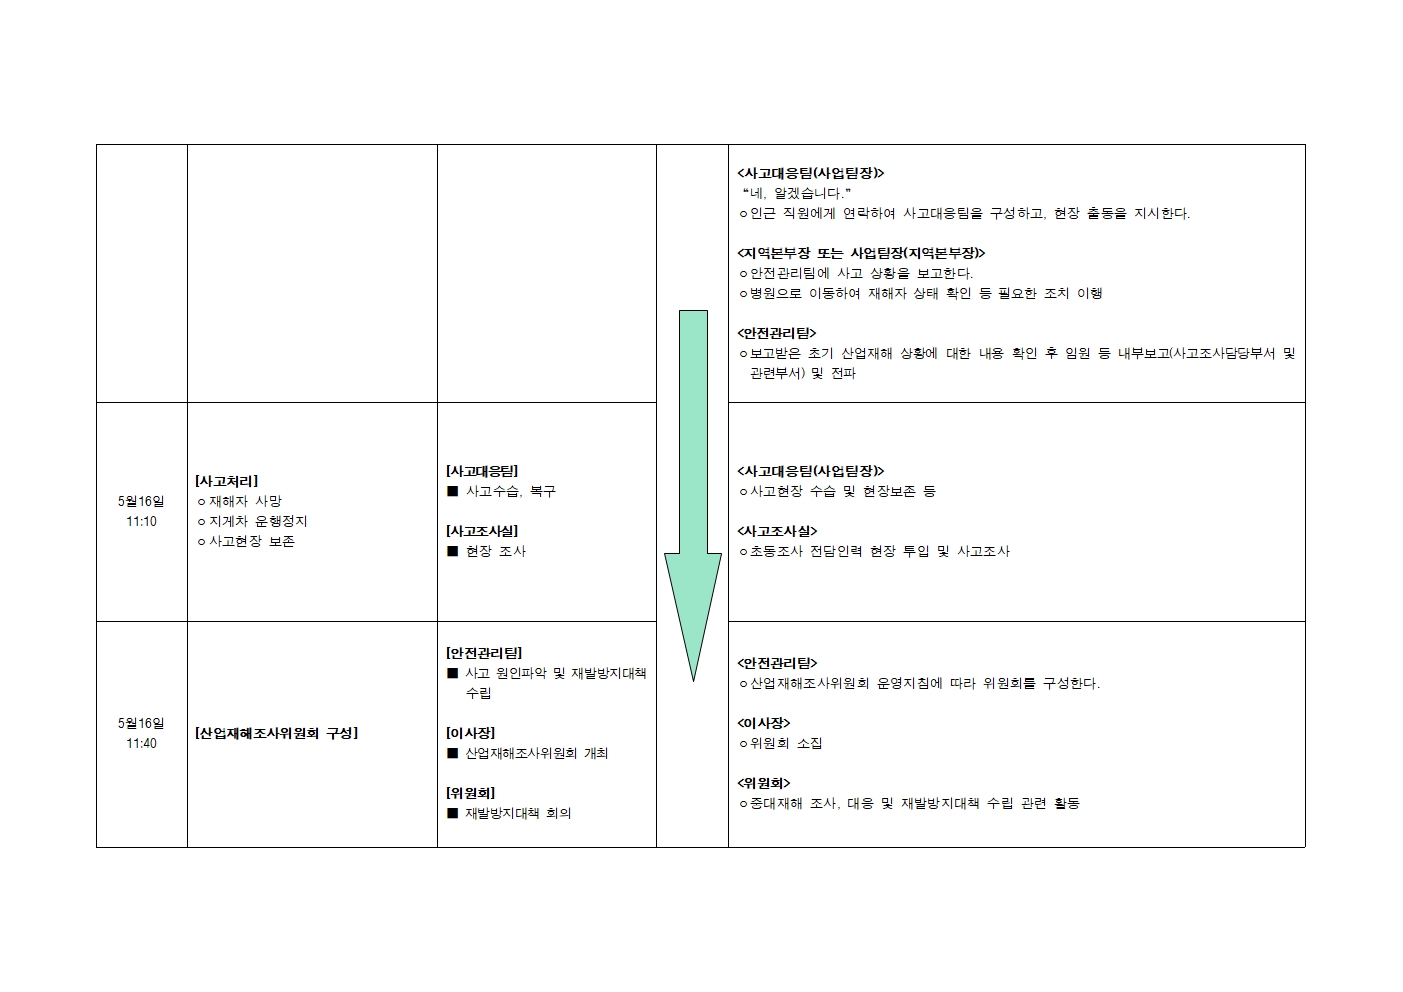 <사고대응팀(사업팀장)>
“네, 알겠습니다.”
ㅇ인근 직원에게 연락하여 사고대응팀을 구성하고, 현장 출동을 지시한다.
<지역본부장 또는 사업팀장(지역본부장)>
ㅇ안전관리팀에 사고 상황을 보고한다.
ㅇ병원으로 이동하여 재해자 상태 확인 등 필요한 조치 이행
<안전관리팀>
ㅇ보고받은 초기 산업재해 상황에 대한 내용 확인 후 임원 등 내부보고(사고조사담당부서 및
관련부서) 및 전파
5월16일
11:10
[사고처리]
ㅇ재해자 사망
ㅇ지게차 운행정지
ㅇ사고현장 보존
[사고대응팀]
■ 사고수습, 복구
[사고조사실]
■ 현장 조사
<사고대응팀(사업팀장)>
ㅇ사고현장 수습 및 현장보존 등
<사고조사실>
ㅇ초동조사 전담인력 현장 투입 및 사고조사
5월16일
11:40
[산업재해조사위원회 구성]
[안전관리팀]
■ 사고 원인파악 및 재발방지대책
수립
[이사장]
■ 산업재해조사위원회 개최
[위원회]
■ 재발방지대책 회의
<안전관리팀>
ㅇ산업재해조사위원회 운영지침에 따라 위원회를 구성한다.
<이사장>
ㅇ위원회 소집
<위원회>
ㅇ중대재해 조사, 대응 및 재발방지대책 수립 관련 활동